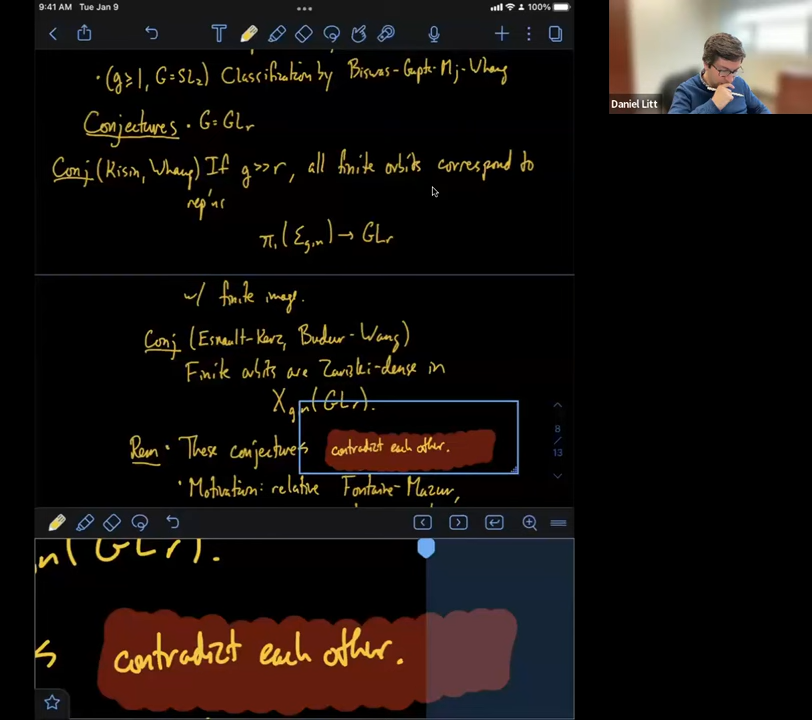 9:41 AM Tue Jan 9
100%
· (g≥1, G=SL₂) Classification by Biswas-Gupta-Mj-Whang
Conjectures · G=GLr
Conj (Kisin, Whang) If g>>r, all finite orbits correspond to
rep'ns
π₁(Σg,n) → GLr
w/ finite image.
Conj (Esnault-Kerz, Budur-Wang)
Finite orbits are Zariski-dense in
Xg,n(GLr).
Rem · These conjectures contradict each other.
· Motivation: relative Fontaine-Mazur,
8
/
13
n(GLr).
s contradict each other.
Daniel Litt